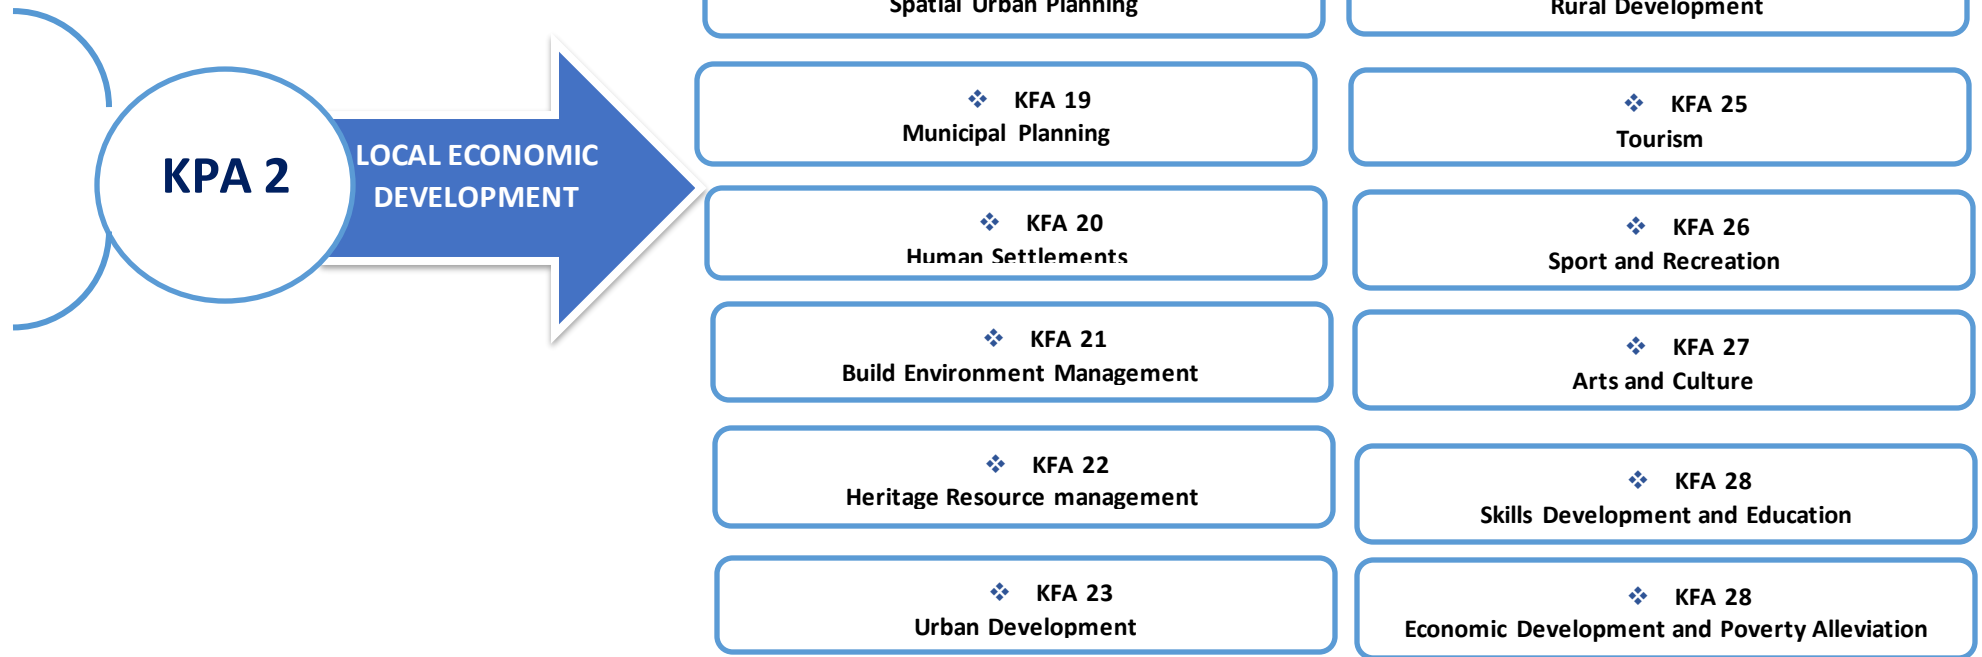 Spatial Urban Planning
Rural Development
KPA 2
LOCAL ECONOMIC
DEVELOPMENT
❖ KFA 19
Municipal Planning
❖ KFA 20
Human Settlements
❖ KFA 21
Build Environment Management
❖ KFA 22
Heritage Resource management
❖ KFA 23
Urban Development
❖ KFA 25
Tourism
❖ KFA 26
Sport and Recreation
❖ KFA 27
Arts and Culture
❖ KFA 28
Skills Development and Education
❖ KFA 28
Economic Development and Poverty Alleviation